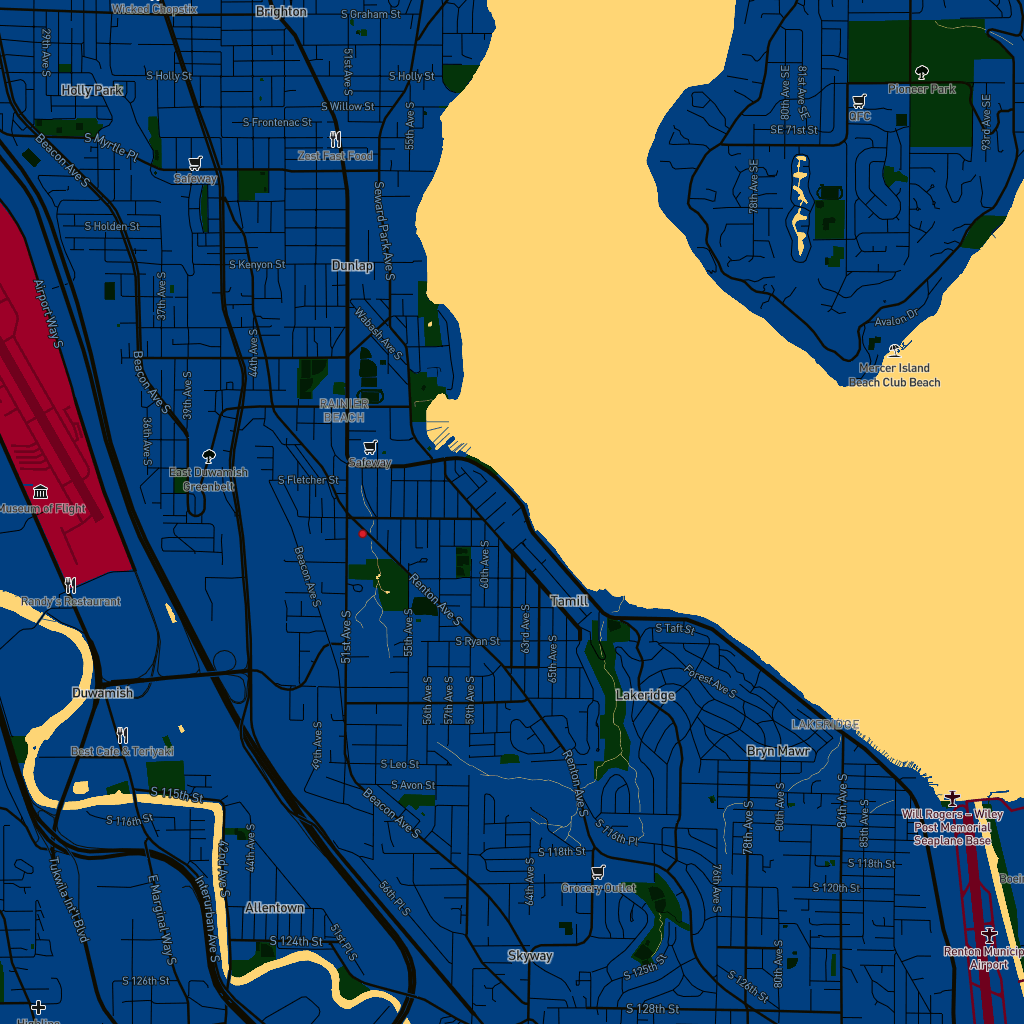 Wicked Chopstix
Brighton
S Graham St
29th Ave S
51st Ave S
S Holly St
S Holly St
Holly Park
S Willow St
55th Ave S
S Frontenac St
S Myrtle Pl
Beacon Ave S
Zest Fast Food
Safeway
Seward Park Ave S
S Holden St
S Kenyon St
Dunlap
37th Ave S
Airport Way S
Wabash Ave S
44th Ave S
Beacon Ave S
39th Ave S
36th Ave S
RAINIER
BEACH
80th Ave SE
81st Ave SE
Pioneer Park
QFC
SE 71st St
93rd Ave SE
78th Ave SE
Avalon Dr
Mercer Island
Beach Club Beach
Safeway
East Duwamish
Greenbelt
S Fletcher St
Museum of Flight
Beacon Ave S
60th Ave S
Renton Ave S
Randy's Restaurant
Tamill
51st Ave S
55th Ave S
63rd Ave S
S Ryan St
65th Ave S
S Taft St
Forest Ave S
Duwamish
56th Ave S
57th Ave S
59th Ave S
Lakeridge
LAKERIDGE
49th Ave S
Best Cafe & Teriyaki
Bryn Mawr
S Leo St
S Avon St
Renton Ave S
S 115th St
S 116th St
Beacon Ave S
S 116th Pl
78th Ave S
80th Ave S
84th Ave S
85th Ave S
Will Rogers – Wiley
Post Memorial
Seaplane Base
42nd Ave S
44th Ave S
S 118th St
S 118th St
S 120th St
Grocery Outlet
64th Ave S
76th Ave S
Tukwila Int'l Blvd
E Marginal Way S
Interurban Ave S
56th Pl S
Allentown
51st Pl S
S 124th St
S 126th St
Skyway
S 125th St
S 126th St
80th Ave S
S 128th St
Renton Municip
Airport
Boein
Highline